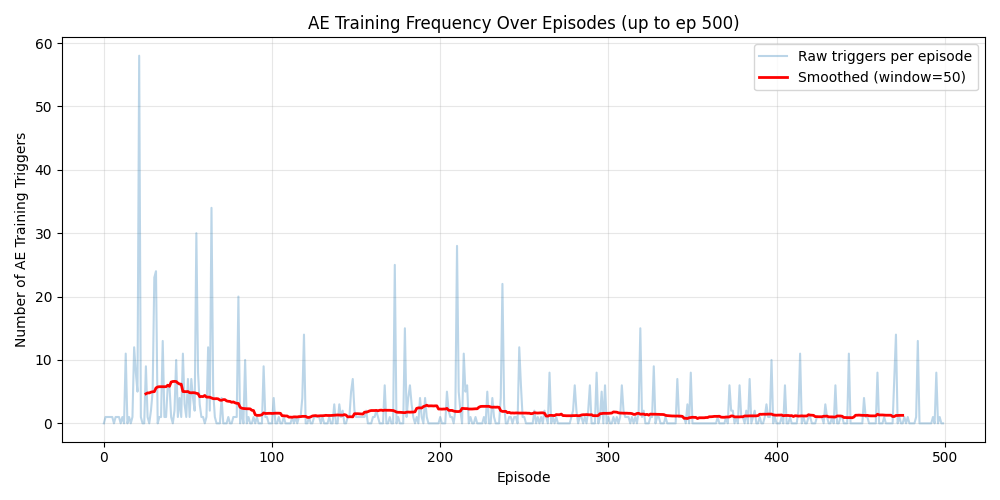 AE Training Frequency Over Episodes (up to ep 500)
Raw triggers per episode
Smoothed (window=50)
Number of AE Training Triggers
60
50
40
30
20
10
0
0 100 200 300 400 500
Episode